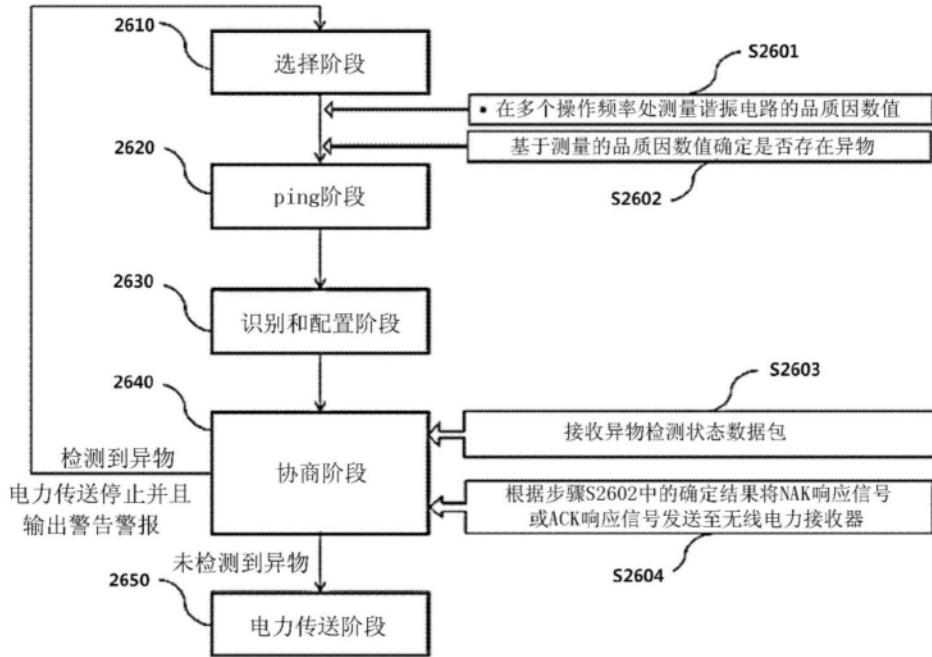 2610
选择阶段
S2601
• 在多个操作频率处测量谐振电路的品质因数值
基于测量的品质因数值确定是否存在异物
S2602
2620
ping阶段
2630
识别和配置阶段
2640
协商阶段
S2603
接收异物检测状态数据包
检测到异物
电力传送停止并且
输出警告警报
根据步骤S2602中的确定结果将NAK响应信号
或ACK响应信号发送至无线电力接收器
S2604
未检测到异物
2650
电力传送阶段